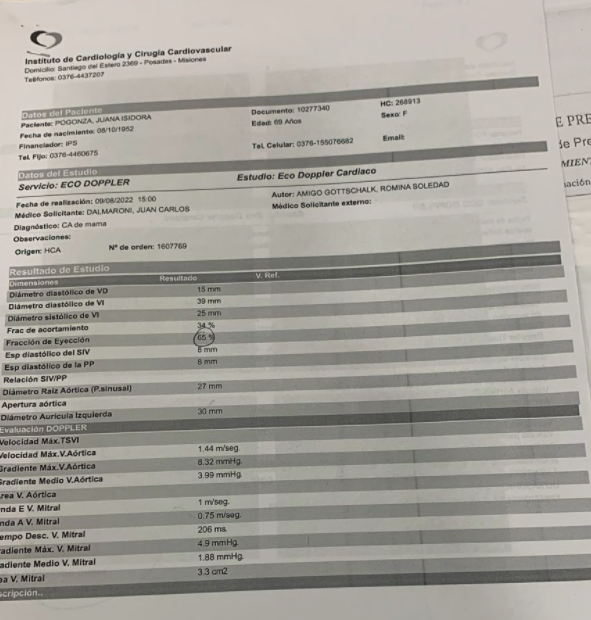 Instituto de Cardiología y Cirugía Cardiovascular
Domicilio: Santiago del Estero 2369 - Posadas - Misiones
Teléfonos: 0376-4437207
Datos del Paciente
Paciente: POGONZA, JUANA ISIDORA Documento: 10277340 HC: 268913
Fecha de nacimiento: 08/10/1952 Edad: 69 Años Sexo: F
Financiador: IPS
Tel. Fijo: 0376-4460675 Tel. Celular: 0376-155076682 Email:
Datos del Estudio
Servicio: ECO DOPPLER Estudio: Eco Doppler Cardíaco
Fecha de realización: 09/08/2022 15:00 Autor: AMIGO GOTTSCHALK, ROMINA SOLEDAD
Médico Solicitante: DALMARONI, JUAN CARLOS Médico Solicitante externo:
Diagnóstico: CA de mama
Observaciones:
Origen: HCA Nº de orden: 1607769
Resultado de Estudio
Dimensiones Resultado V. Ref.
Diámetro diastólico de VD 15 mm
Diámetro diastólico de VI 39 mm
Diámetro sistólico de VI 25 mm
Frac de acortamiento 34 %
Fracción de Eyección 65 %
Esp diastólico del SIV 8 mm
Esp diastólico de la PP 8 mm
Relación SIV/PP
Diámetro Raíz Aórtica (P.sinusal) 27 mm
Apertura aórtica
Diámetro Aurícula Izquierda 30 mm
Evaluación DOPPLER
Velocidad Máx.TSVI
Velocidad Máx.V.Aórtica 1.44 m/seg.
Gradiente Máx.V.Aórtica 8.32 mmHg.
Gradiente Medio V.Aórtica 3.99 mmHg.
rea V. Aórtica
nda E V. Mitral 1 m/seg.
nda A V. Mitral 0.75 m/seg.
empo Desc. V. Mitral 206 ms.
radiente Máx. V. Mitral 4.9 mmHg.
adiente Medio V. Mitral 1.88 mmHg.
ea V. Mitral 3.3 cm2
scripción..
E PRE
de Pre
MIEN
nación